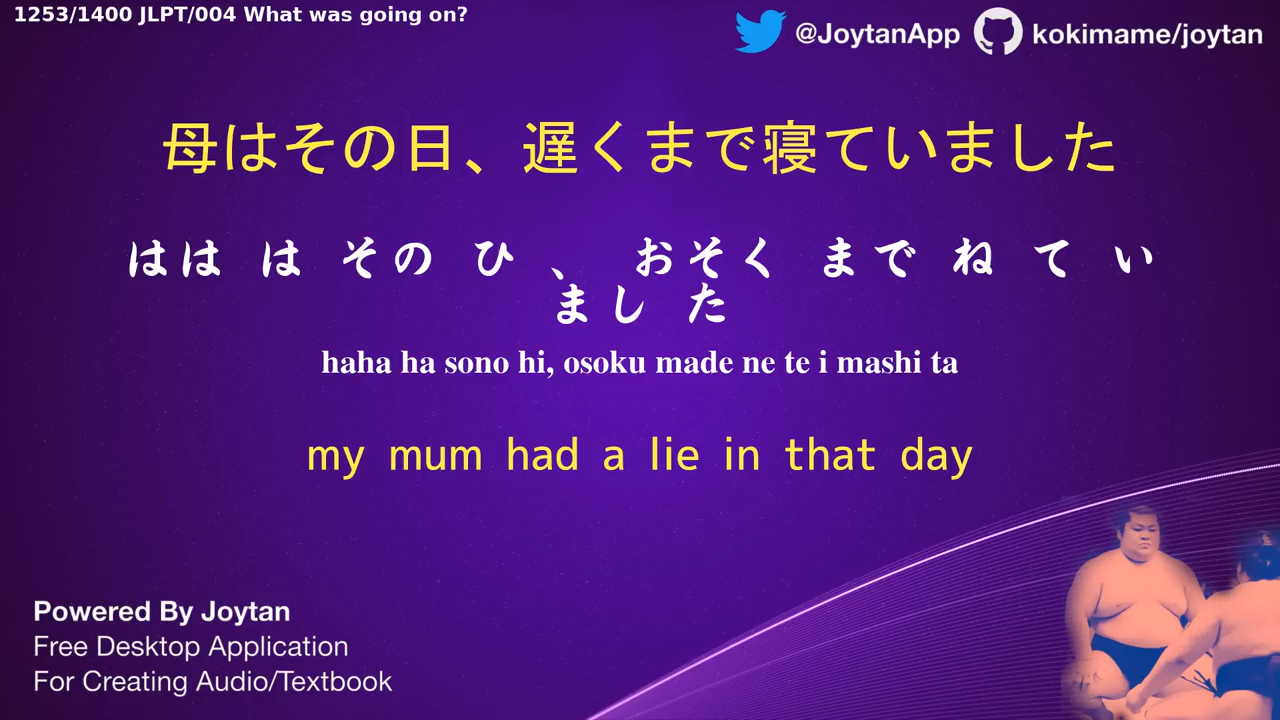 1253/1400 JLPT/004 What was going on?
@JoytanApp
kokimame/joytan
母はその日、遅くまで寝ていました
はは は その ひ 、 おそく まで ね て い
まし た
haha ha sono hi, osoku made ne te i mashi ta
my mum had a lie in that day
Powered By Joytan
Free Desktop Application
For Creating Audio/Textbook